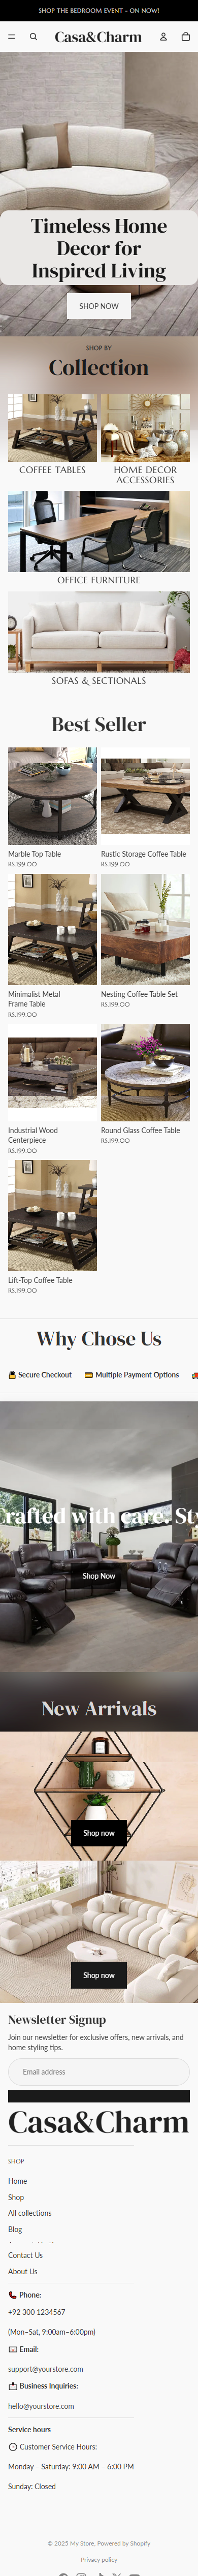 SHOP THE BEDROOM EVENT – ON NOW!
Casa&Charm
Timeless Home
Decor for
Inspired Living
SHOP NOW
SHOP BY
Collection
COFFEE TABLES
HOME DECOR
ACCESSORIES
OFFICE FURNITURE
SOFAS & SECTIONALS
Best Seller
Marble Top Table
RS.199.00
Rustic Storage Coffee Table
RS.199.00
Minimalist Metal
Frame Table
RS.199.00
Nesting Coffee Table Set
RS.199.00
Industrial Wood
Centerpiece
RS.199.00
Round Glass Coffee Table
RS.199.00
Lift-Top Coffee Table
RS.199.00
Why Chose Us
Secure Checkout
Multiple Payment Options
rafted with care. St
Shop Now
New Arrivals
Shop now
Shop now
Newsletter Signup
Join our newsletter for exclusive offers, new arrivals, and
home styling tips.
Email address
Casa&Charm
SHOP
Home
Shop
All collections
Blog
Contact Us
About Us
Phone:
+92 300 1234567
(Mon–Sat, 9:00am–6:00pm)
Email:
support@yourstore.com
Business Inquiries:
hello@yourstore.com
Service hours
Customer Service Hours:
Monday – Saturday: 9:00 AM – 6:00 PM
Sunday: Closed
© 2025 My Store, Powered by Shopify
Privacy policy